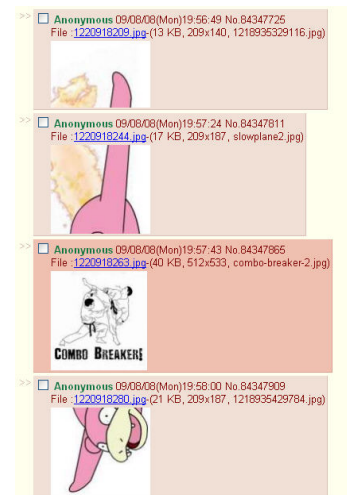 >> Anonymous 09/08/08(Mon)19:56:49 No.84347725
File :1220918209.jpg-(13 KB, 209x140, 1218935329116.jpg)
>> Anonymous 09/08/08(Mon)19:57:24 No.84347811
File :1220918244.jpg-(17 KB, 209x187, slowplane2.jpg)
>> Anonymous 09/08/08(Mon)19:57:43 No.84347865
File :1220918263.jpg-(40 KB, 512x533, combo-breaker-2.jpg)
COMBO BREAKER!
>> Anonymous 09/08/08(Mon)19:58:00 No.84347909
File :1220918280.jpg-(21 KB, 209x187, 1218935429784.jpg)